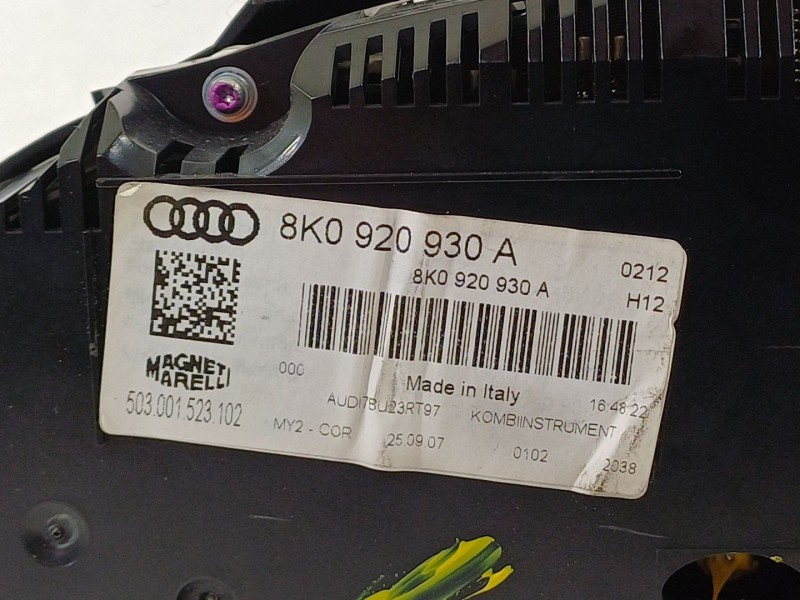 8K0 920 930 A
8K0 920 930 A
0212
H12
MAGNETI
MARELLI
000
Made in Italy
16:48:22
503.001.523.102
AUDI7BU23RT97 KOMBIINSTRUMENT
MY2 - COR 25.09.07 0102 2038